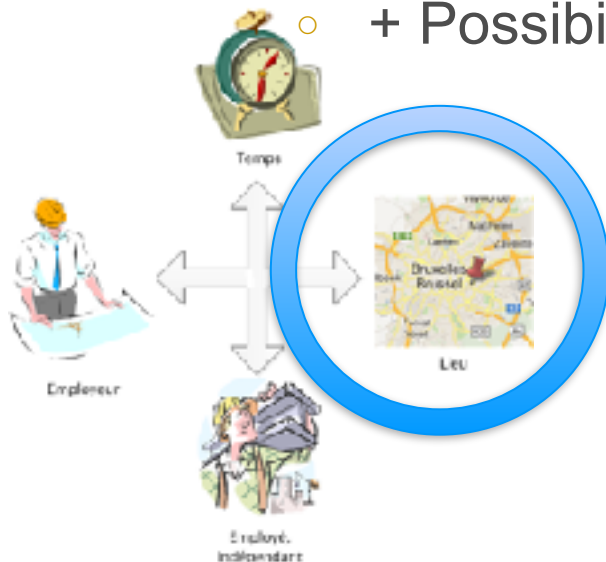 + Possibi
Temps
Bruxelles
Brussel
Lieu
Employeur
Employé,
indépendant